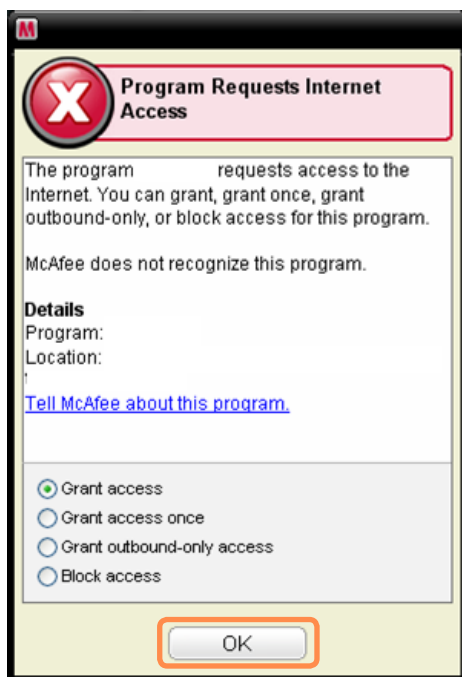 Program Requests Internet
Access
The program requests access to the
Internet. You can grant, grant once, grant
outbound-only, or block access for this program.
McAfee does not recognize this program.
Details
Program:
Location:
Tell McAfee about this program.
Grant access
Grant access once
Grant outbound-only access
Block access
OK